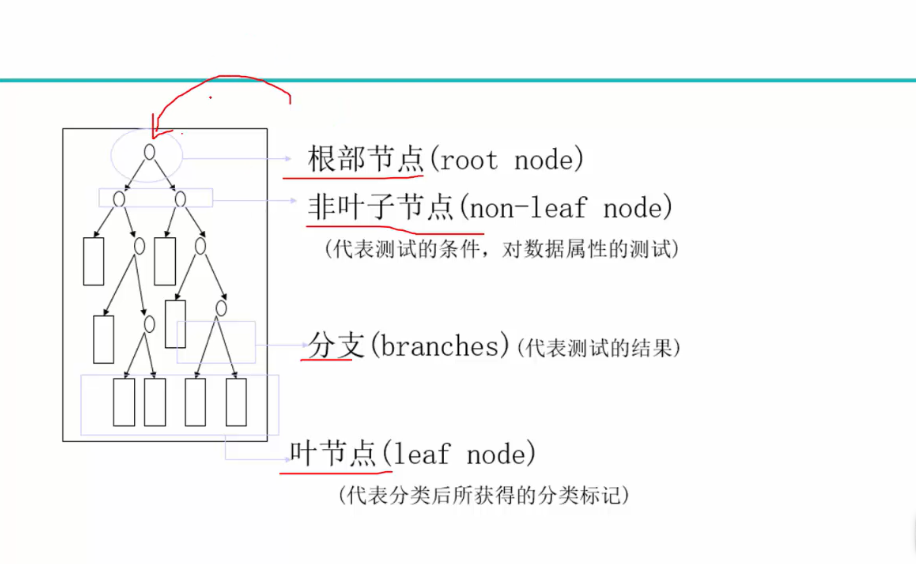 根部节点(root node)
非叶子节点(non-leaf node)
(代表测试的条件，对数据属性的测试)
分支(branches)(代表测试的结果)
叶节点(leaf node)
(代表分类后所获得的分类标记)